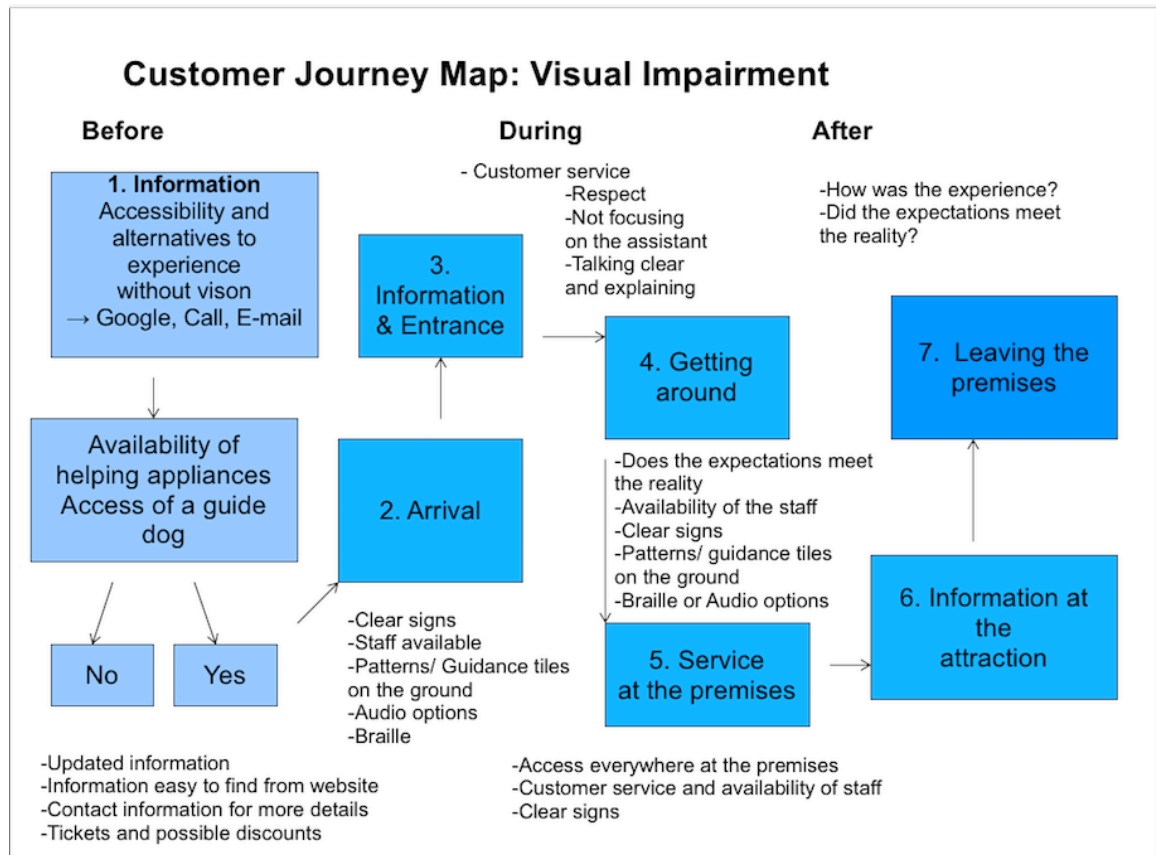 Customer Journey Map: Visual Impairment
Before
During
After
1. Information
Accessibility and
alternatives to
experience
without vison
→ Google, Call, E-mail
Availability of
helping appliances
Access of a guide
dog
No
Yes
-Updated information
-Information easy to find from website
-Contact information for more details
-Tickets and possible discounts
2. Arrival
-Clear signs
-Staff available
-Patterns/ Guidance tiles
on the ground
-Audio options
-Braille
3.
Information
& Entrance
- Customer service
-Respect
-Not focusing
on the assistant
-Talking clear
and explaining
4. Getting
around
-Does the expectations meet
the reality
-Availability of the staff
-Clear signs
-Patterns/ guidance tiles
on the ground
-Braille or Audio options
5. Service
at the premises
-Access everywhere at the premises
-Customer service and availability of staff
-Clear signs
6. Information at
the
attraction
7. Leaving the
premises
-How was the experience?
-Did the expectations meet
the reality?